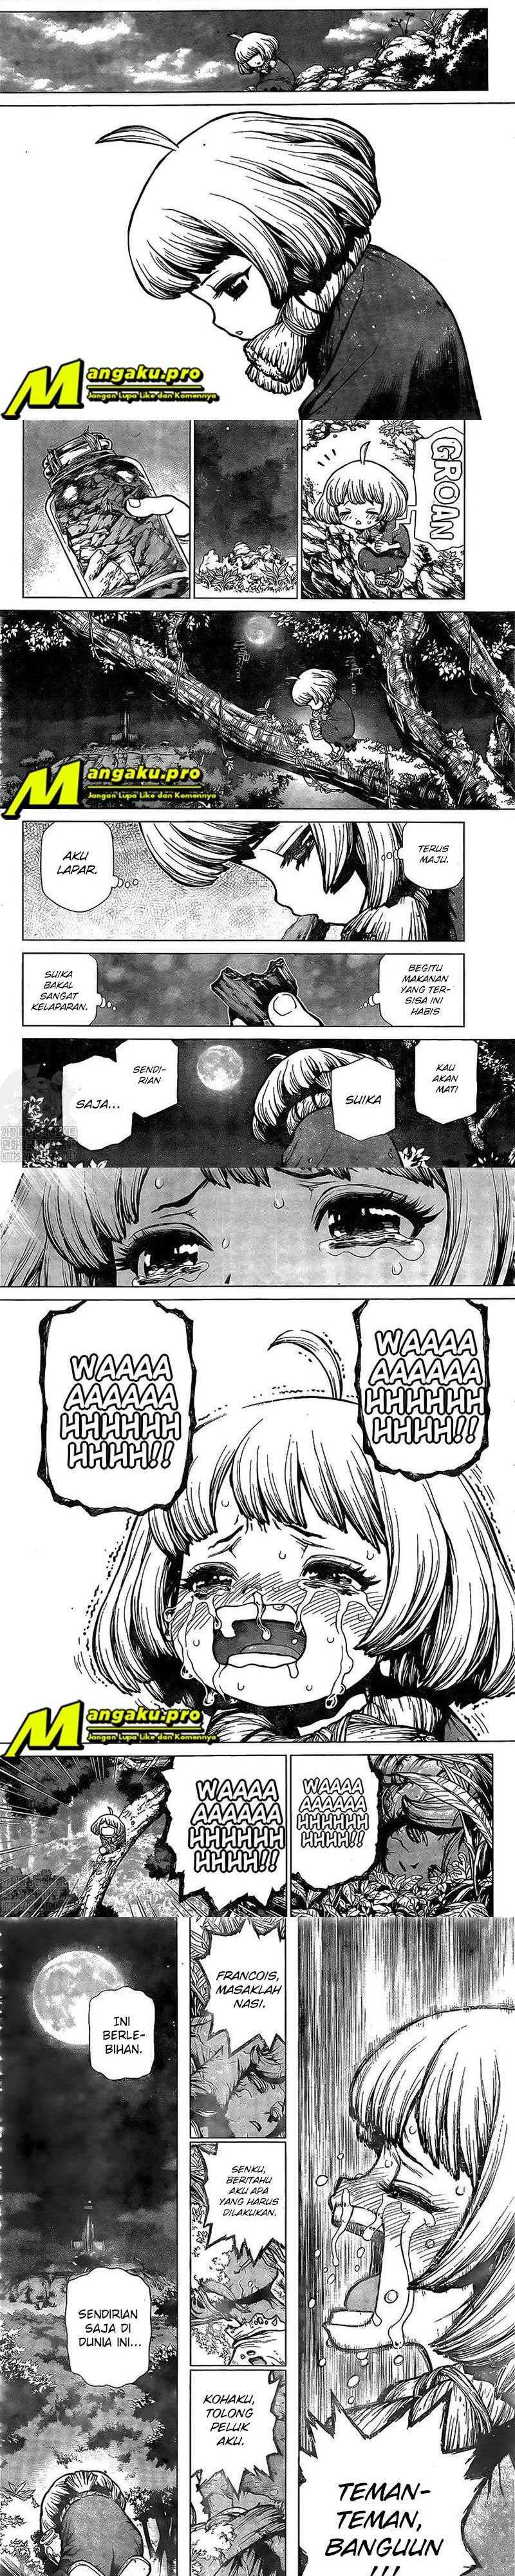 Mangaku.pro
Jangan Lupa Like dan Komennya
GROAN
Mangaku.pro
Jangan Lupa Like dan Komennya
TERUS
MAJU.
AKU
LAPAR.
BEGITU
MAKANAN
YANG TER-
SISA INI
HABIS
SUIKA
BAKAL
SANGAT
KELAPARAN.
KAU
AKAN
MATI
SUIKA
SENDI-
RIAN
SAJA...
WAAAA
AAAAAA
HHHHHH
HHHH!!
WAAAA
AAAAAA
HHHHHH
HHHH!!
Mangaku.pro
Jangan Lupa Like dan Komennya
WAAAA
AAAAAA
HHHHHH
HHHH!!
WAAAA
AAAAAA
HHHHHH
HHHH!!
TEMAN-
TEMAN,
BANGUUN
!!!
FRANCOIS,
MASAKLAH
NASI.
SENKU,
BERITAHU
AKU APA
YANG HARUS
DILAKUKAN.
KOHAKU,
TOLONG
PELUK
AKU.
INI
BERLE-
BIHAN.
SENDIRIAN
SAJA DI
DUNIA INI...